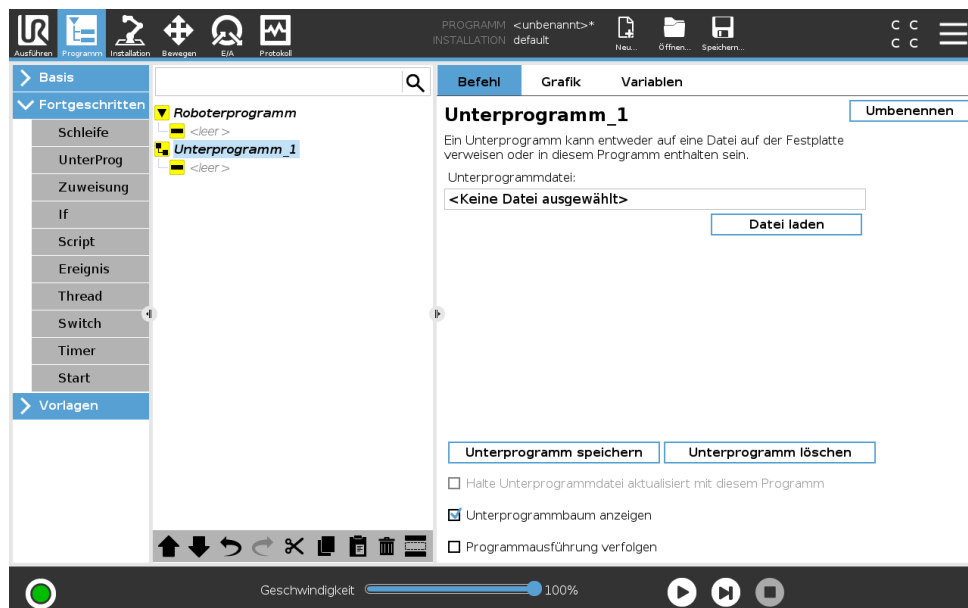 PROGRAMM <unbenannt>*
INSTALLATION default
Ausführen Programm Installation Bewegen E/A Protokoll Neu... Öffnen... Speichern...
C C
C C
Basis
Fortgeschritten
Schleife
UnterProg
Zuweisung
If
Script
Ereignis
Thread
Switch
Timer
Start
Vorlagen
Roboterprogramm
<leer>
Unterprogramm_1
<leer>
Befehl Grafik Variablen
Unterprogramm_1
Umbenennen
Ein Unterprogramm kann entweder auf eine Datei auf der Festplatte
verweisen oder in diesem Programm enthalten sein.
Unterprogrammdatei:
<Keine Datei ausgewählt>
Datei laden
Unterprogramm speichern Unterprogramm löschen
Halte Unterprogrammdatei aktualisiert mit diesem Programm
Unterprogrammbaum anzeigen
Programmausführung verfolgen
Geschwindigkeit 100%